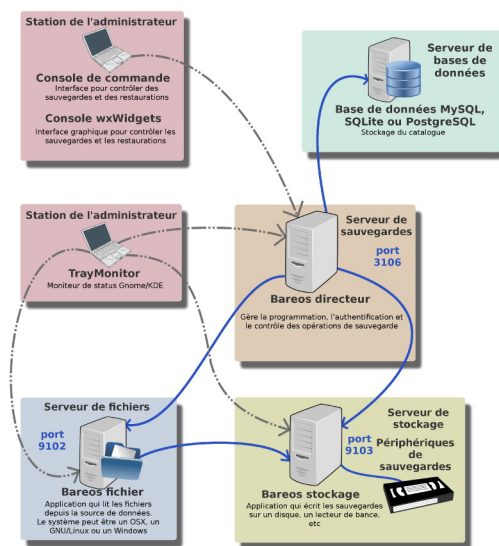 Station de l'administrateur
Console de commande
Interface pour contrôler des
sauvegardes et des restaurations
Console wxWidgets
Interface graphique pour contrôler les
sauvegardes et les restaurations
Serveur de
bases de
données
Base de données MySQL,
SQLite ou PostgreSQL
Stockage du catalogue
Station de l'administrateur
TrayMonitor
Moniteur de status Gnome/KDE
Serveur de
sauvegardes
port
3106
Bareos directeur
Gère la programmation, l'authentification et
le contrôle des opérations de sauvegarde
Serveur de fichiers
port
9102
Bareos fichier
Application qui lit les fichiers
depuis la source de données.
Le système peut être un OSX, un
GNU/Linux ou un Windows
Serveur de
stockage
port
9103
Périphériques
de
sauvegardes
Bareos stockage
Application qui écrit les sauvegardes
sur un disque, un lecteur de bance,
etc